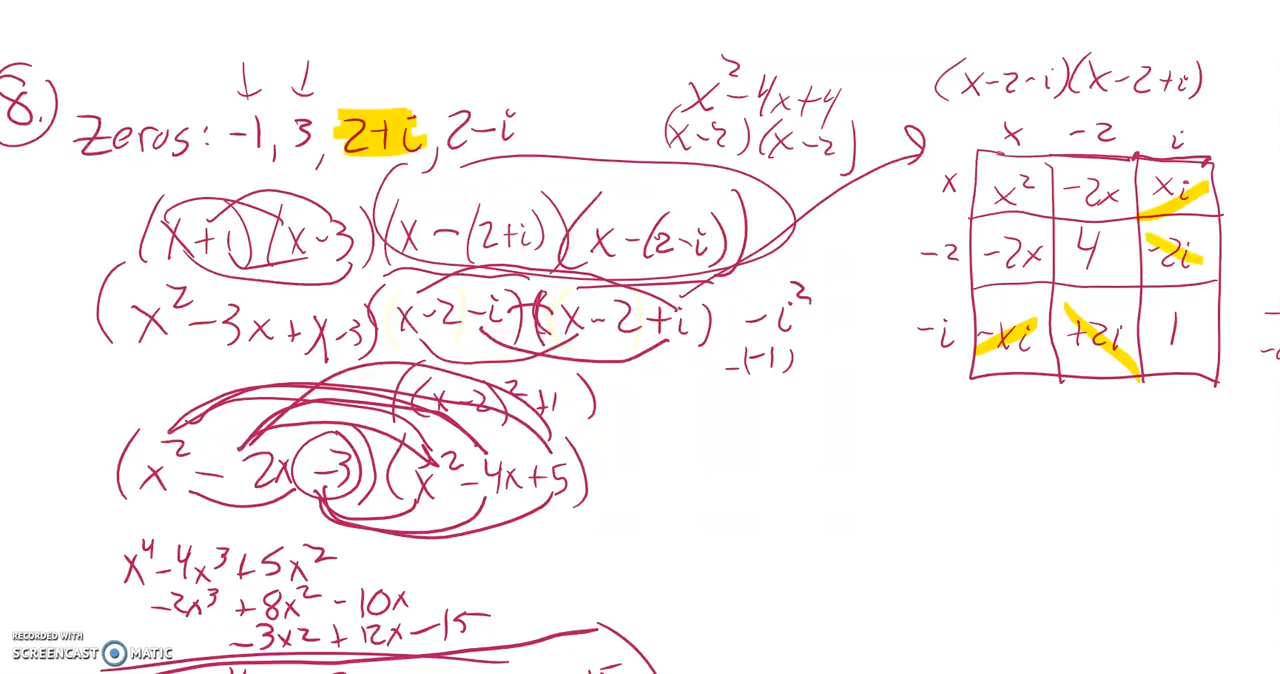 8.) Zeros: -1, 3, 2+i, 2-i
(x+1)(x-3)(x-(2+i))(x-(2-i))
(x²-3x+x-3)(x-2-i)(x-2+i)
-i²
-(-1)
((x-2)²+1)
(x²-2x-3)(x²-4x+5)
x⁴-4x³+5x²
-2x³+8x²-10x
-3x²+12x-15
x²-4x+4
(x-2)(x-2)
(x-2-i)(x-2+i)
x -2 i
x x² -2x xi
-2 -2x 4 -2i
-i -xi +2i 1
RECORDED WITH
SCREENCAST MATIC